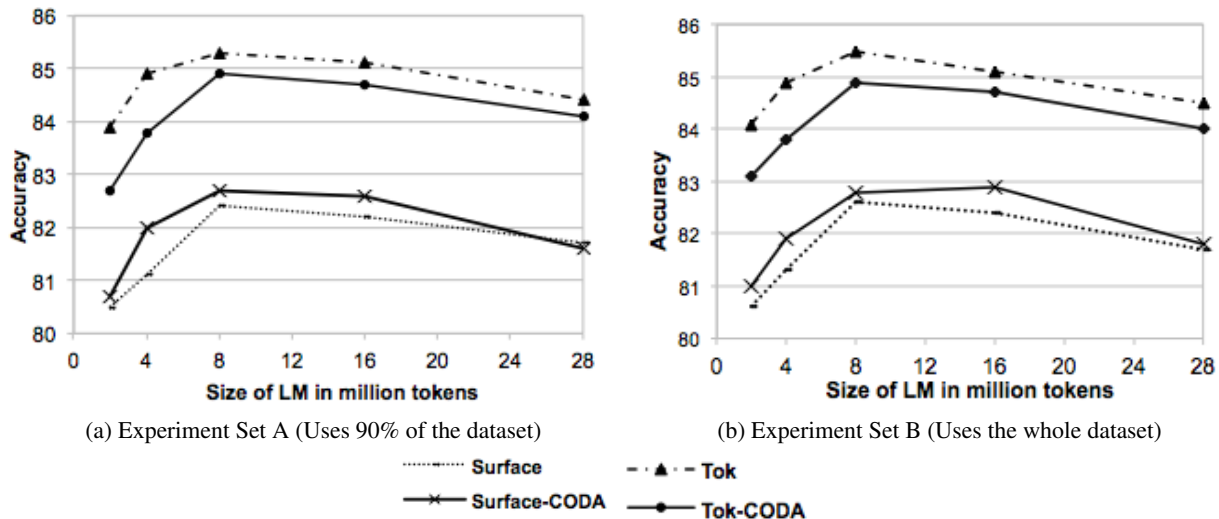 86
85
84
83
82
81
80
Accuracy
0 4 8 12 16 20 24 28
Size of LM in million tokens
(a) Experiment Set A (Uses 90% of the dataset)
86
85
84
83
82
81
80
Accuracy
0 4 8 12 16 20 24 28
Size of LM in million tokens
(b) Experiment Set B (Uses the whole dataset)
Surface
Tok
Surface-CODA
Tok-CODA